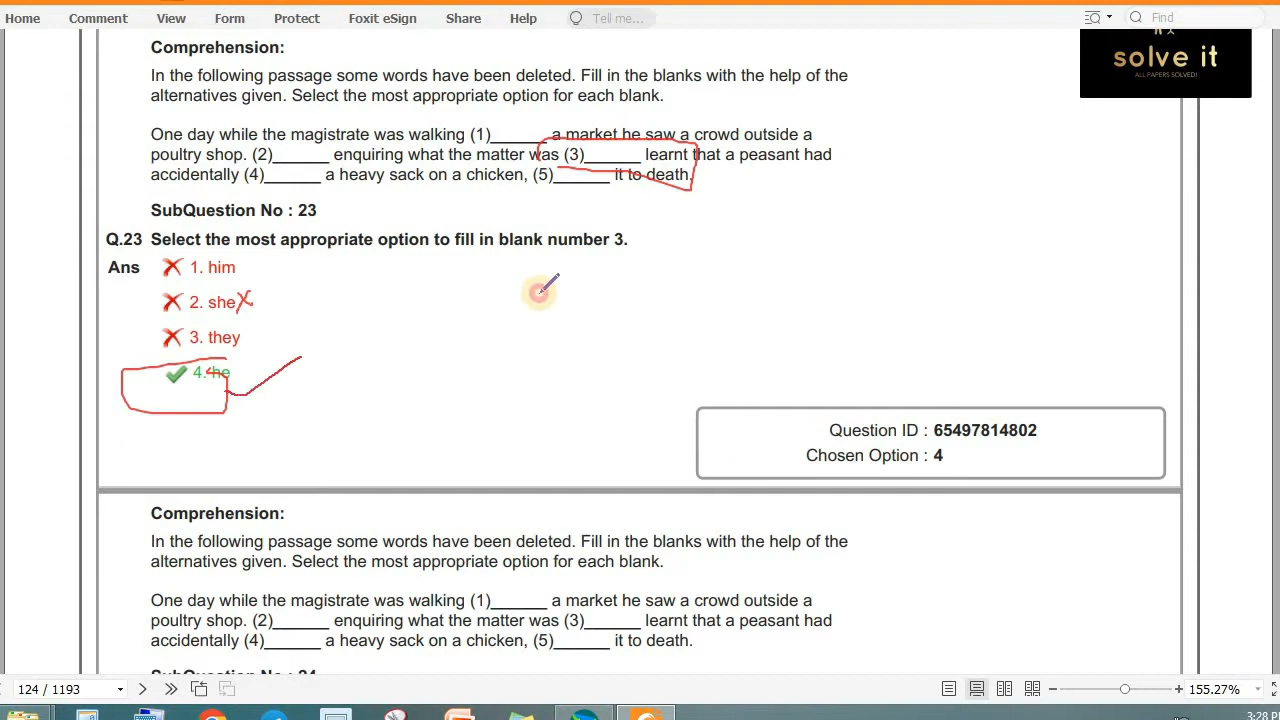 Home Comment View Form Protect Foxit eSign Share Help Tell me... Find
solve it
ALL PAPERS SOLVED!
Comprehension:
In the following passage some words have been deleted. Fill in the blanks with the help of the
alternatives given. Select the most appropriate option for each blank.
One day while the magistrate was walking (1)______ a market he saw a crowd outside a
poultry shop. (2)______ enquiring what the matter was (3)______ learnt that a peasant had
accidentally (4)______ a heavy sack on a chicken, (5)______ it to death.
SubQuestion No : 23
Q.23 Select the most appropriate option to fill in blank number 3.
Ans 1. him
2. she
3. they
4. he
Question ID : 65497814802
Chosen Option : 4
Comprehension:
In the following passage some words have been deleted. Fill in the blanks with the help of the
alternatives given. Select the most appropriate option for each blank.
One day while the magistrate was walking (1)______ a market he saw a crowd outside a
poultry shop. (2)______ enquiring what the matter was (3)______ learnt that a peasant had
accidentally (4)______ a heavy sack on a chicken, (5)______ it to death.
SubQuestion No : 24
124 / 1193 155.27%
3:28 P